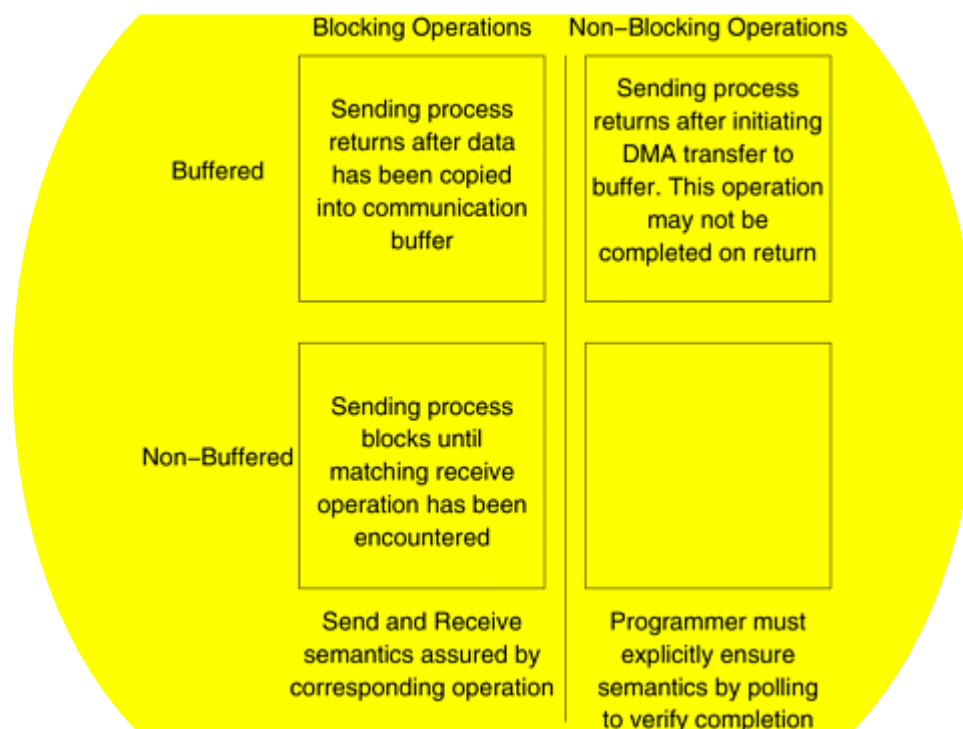 Blocking Operations
Non−Blocking Operations
Buffered
Sending process
returns after data
has been copied
into communication
buffer
Sending process
returns after initiating
DMA transfer to
buffer. This operation
may not be
completed on return
Non−Buffered
Sending process
blocks until
matching receive
operation has been
encountered
Send and Receive
semantics assured by
corresponding operation
Programmer must
explicitly ensure
semantics by polling
to verify completion